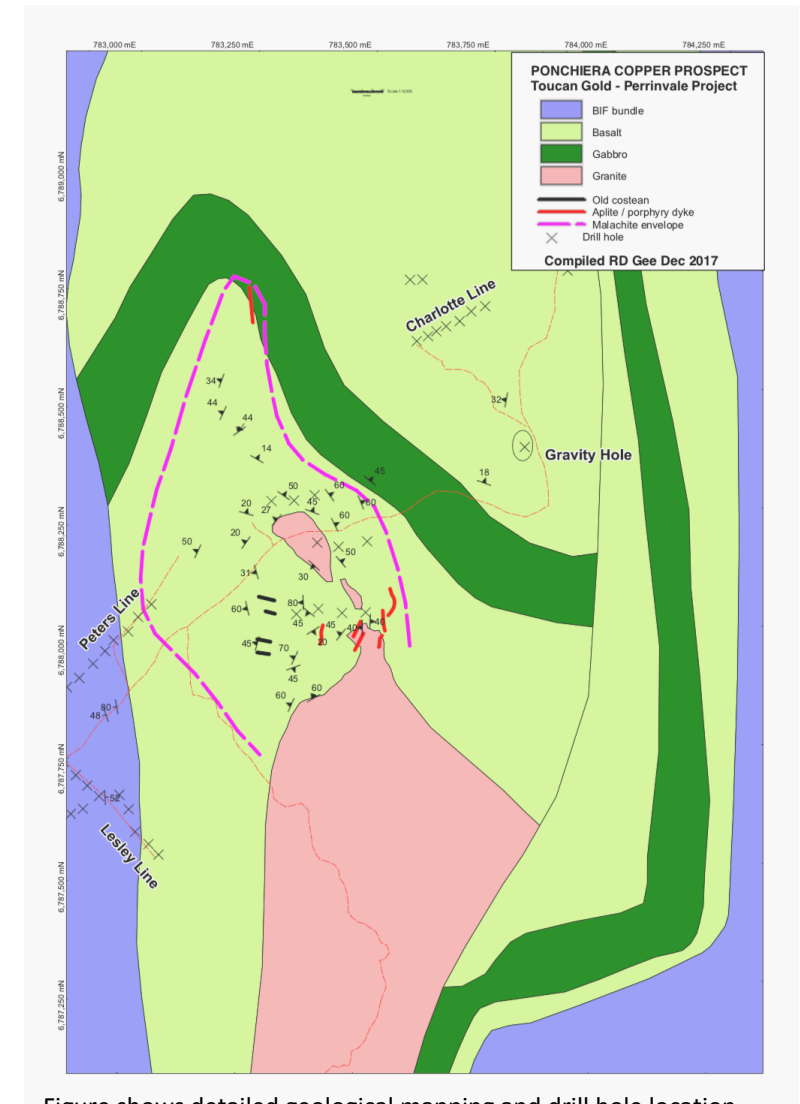 783,000 mE 783,250 mE 783,500 mE 783,750 mE 784,000 mE 784,250 mE
PONCHIERA COPPER PROSPECT
Toucan Gold - Perrinvale Project
BIF bundle
Basalt
Gabbro
Granite
Old costean
Aplite / porphyry dyke
Malachite envelope
Drill hole
Compiled RD Gee Dec 2017
6,789,000 mN
6,788,750 mN
6,788,500 mN
6,788,250 mN
6,788,000 mN
6,787,750 mN
6,787,500 mN
6,787,250 mN
Charlotte Line
Gravity Hole
Peters Line
Lesley Line
34
44
44
32
14
45
18
50
60
20
27
45
60
60
20
50
50
31
30
60
80
45
45
40
40
45
20
70
45
60
60
80
48
52
Figure shows detailed geological mapping and drill hole location